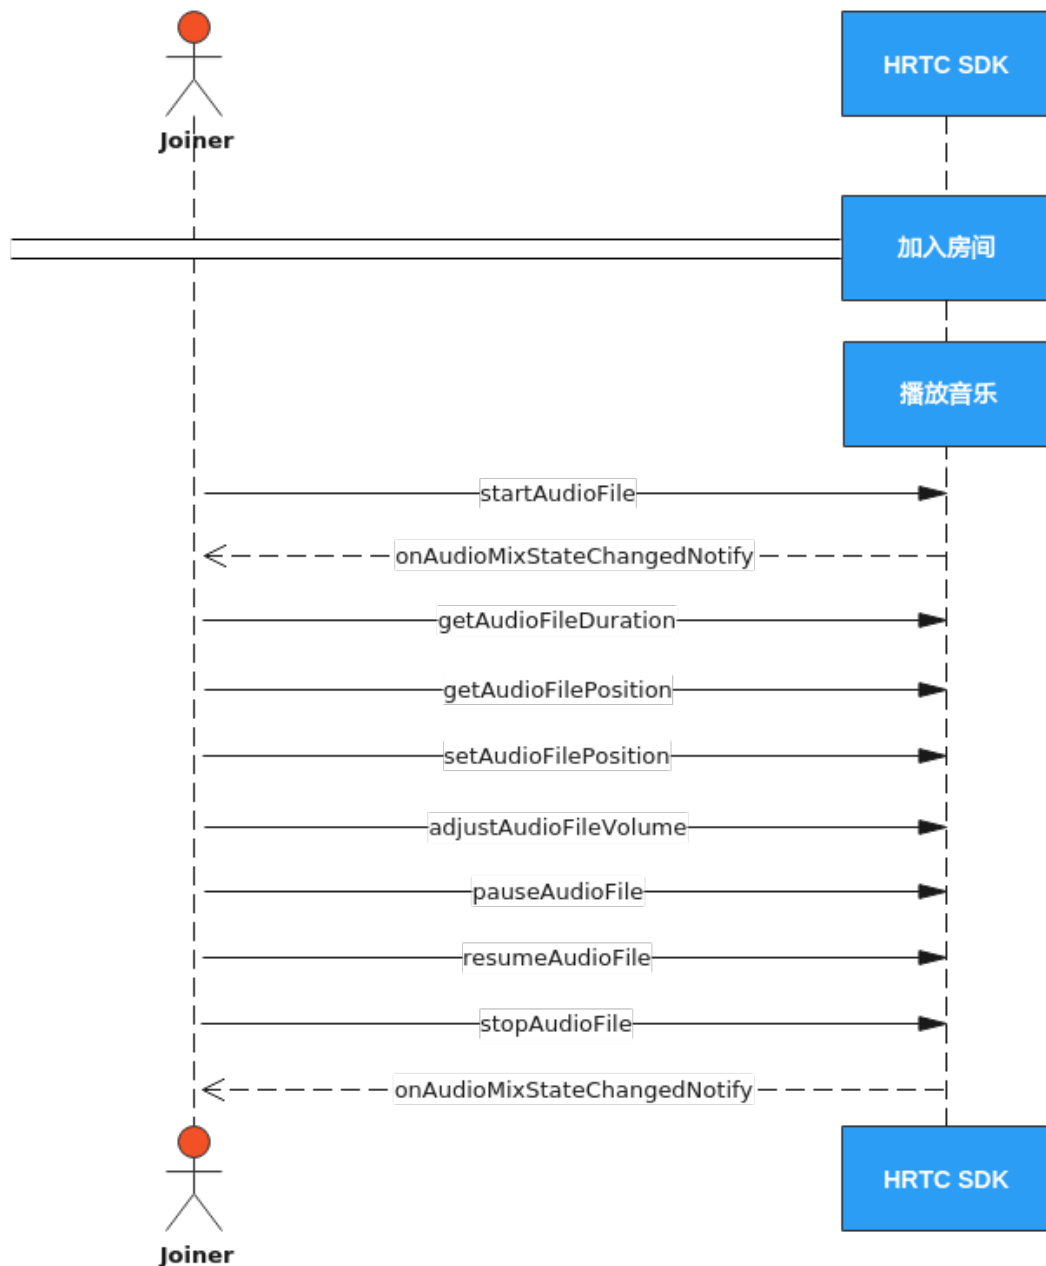 HRTC SDK
Joiner
加入房间
播放音乐
startAudioFile
onAudioMixStateChangedNotify
getAudioFileDuration
getAudioFilePosition
setAudioFilePosition
adjustAudioFileVolume
pauseAudioFile
resumeAudioFile
stopAudioFile
onAudioMixStateChangedNotify
HRTC SDK
Joiner